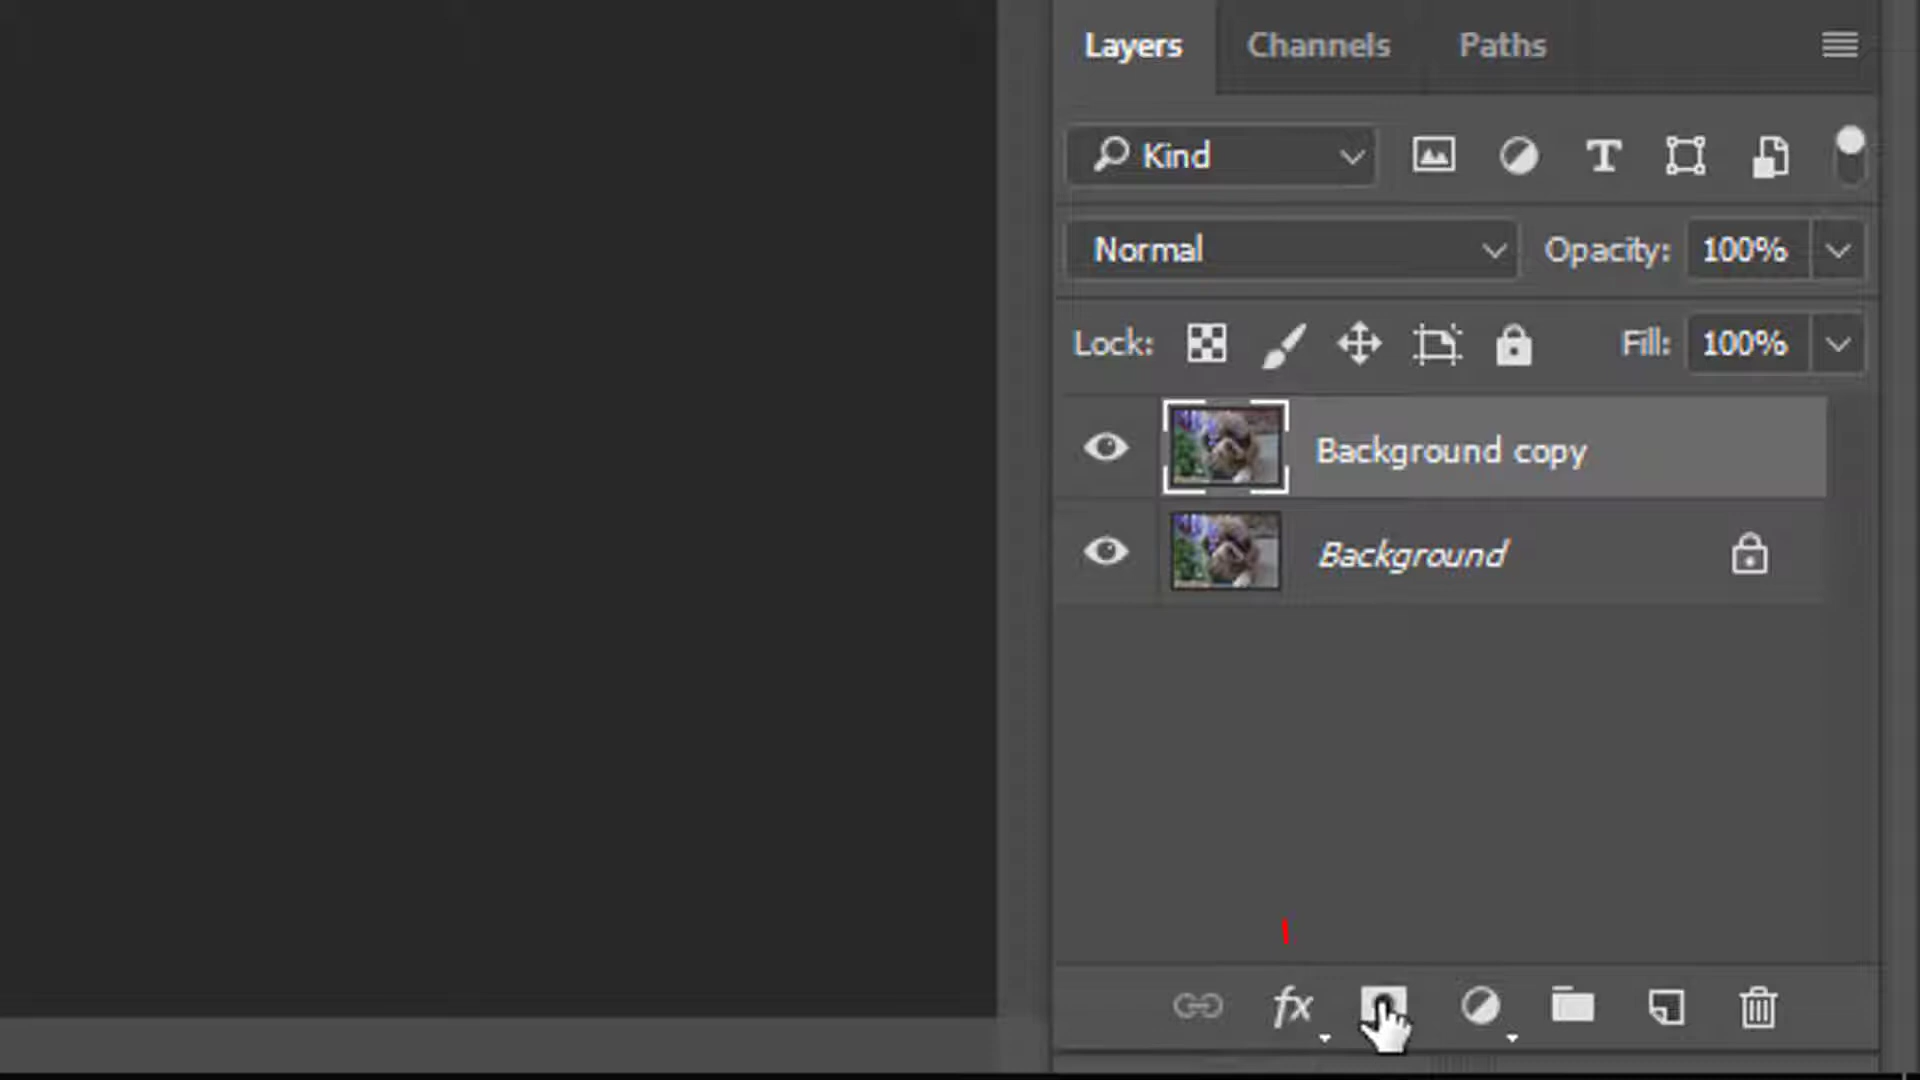 Layers Channels Paths
Kind
Normal Opacity: 100%
Lock: Fill: 100%
Background copy
Background
fx